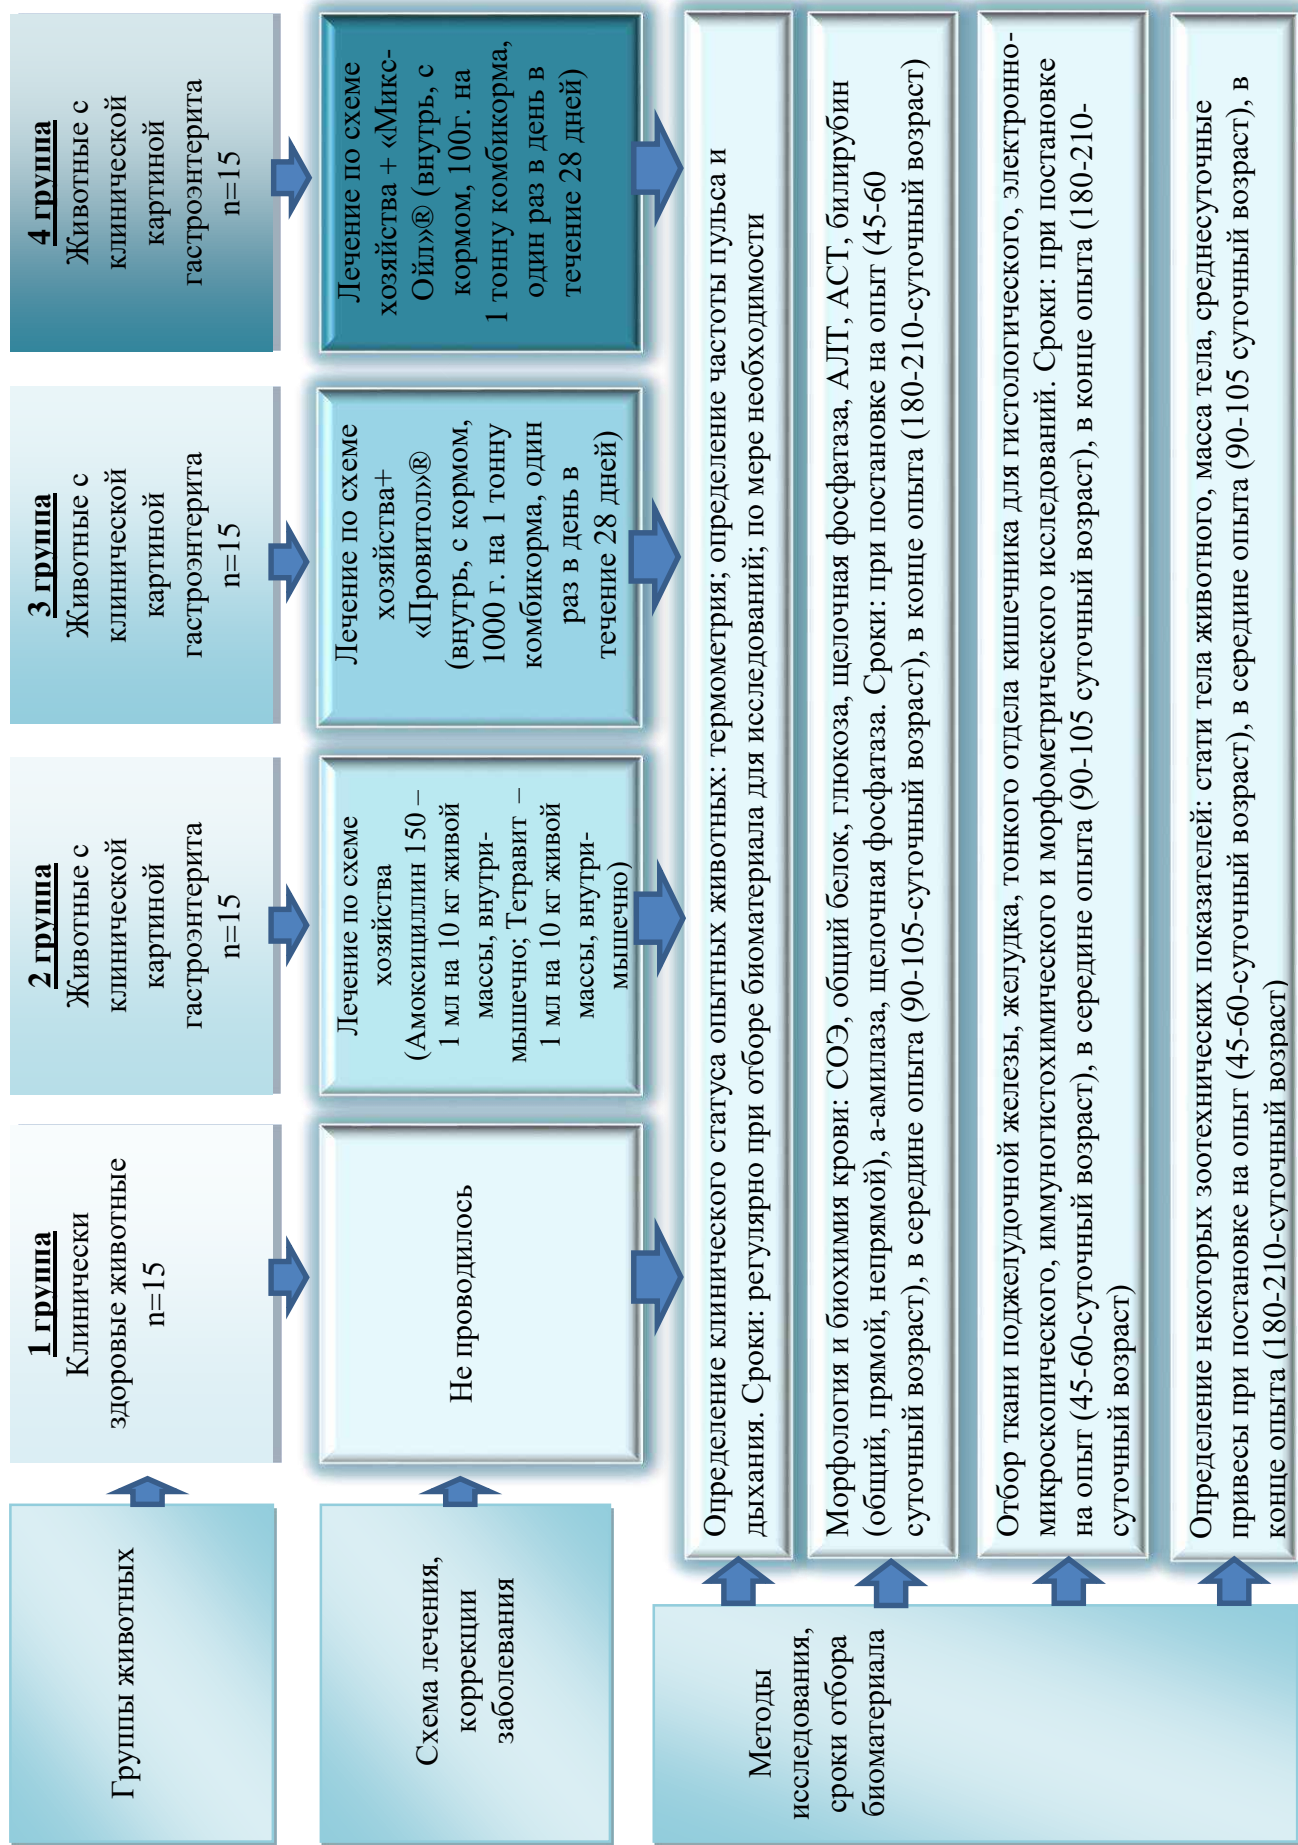 Группы животных
1 группа
Клинически
здоровые животные
n=15
2 группа
Животные с
клинической
картиной
гастроэнтерита
n=15
3 группа
Животные с
клинической
картиной
гастроэнтерита
n=15
4 группа
Животные с
клинической
картиной
гастроэнтерита
n=15
Схема лечения,
коррекции
заболевания
Не проводилось
Лечение по схеме
хозяйства
(Амоксициллин 150 –
1 мл на 10 кг живой
массы, внутри-
мышечно; Тетравит –
1 мл на 10 кг живой
массы, внутри-
мышечно)
Лечение по схеме
хозяйства+
«Провитол»®
(внутрь, с кормом,
1000 г. на 1 тонну
комбикорма, один
раз в день в
течение 28 дней)
Лечение по схеме
хозяйства + «Микс-
Ойл»® (внутрь, с
кормом, 100г. на
1 тонну комбикорма,
один раз в день в
течение 28 дней)
Методы
исследования,
сроки отбора
биоматериала
Определение клинического статуса опытных животных: термометрия; определение частоты пульса и
дыхания. Сроки: регулярно при отборе биоматериала для исследований; по мере необходимости
Морфология и биохимия крови: СОЭ, общий белок, глюкоза, щелочная фосфатаза, АЛТ, АСТ, билирубин
(общий, прямой, непрямой), а-амилаза, щелочная фосфатаза. Сроки: при постановке на опыт (45-60
суточный возраст), в середине опыта (90-105-суточный возраст), в конце опыта (180-210-суточный возраст)
Отбор ткани поджелудочной железы, желудка, тонкого отдела кишечника для гистологического, электронно-
микроскопического, иммуногистохимического и морфометрического исследований. Сроки: при постановке
на опыт (45-60-суточный возраст), в середине опыта (90-105 суточный возраст), в конце опыта (180-210-
суточный возраст)
Определение некоторых зоотехнических показателей: стати тела животного, масса тела, среднесуточные
привесы при постановке на опыт (45-60-суточный возраст), в середине опыта (90-105 суточный возраст), в
конце опыта (180-210-суточный возраст)